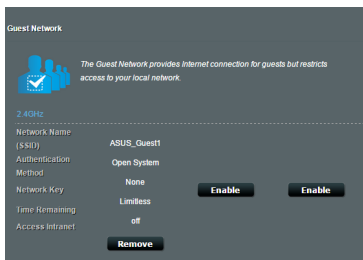 Guest Network
The Guest Network provides Internet connection for guests but restricts
access to your local network.
2.4GHz
Network Name
(SSID)
ASUS_Guest1
Authentication
Method
Open System
Network Key
None
Enable
Enable
Time Remaining
Limitless
Access Intranet
off
Remove